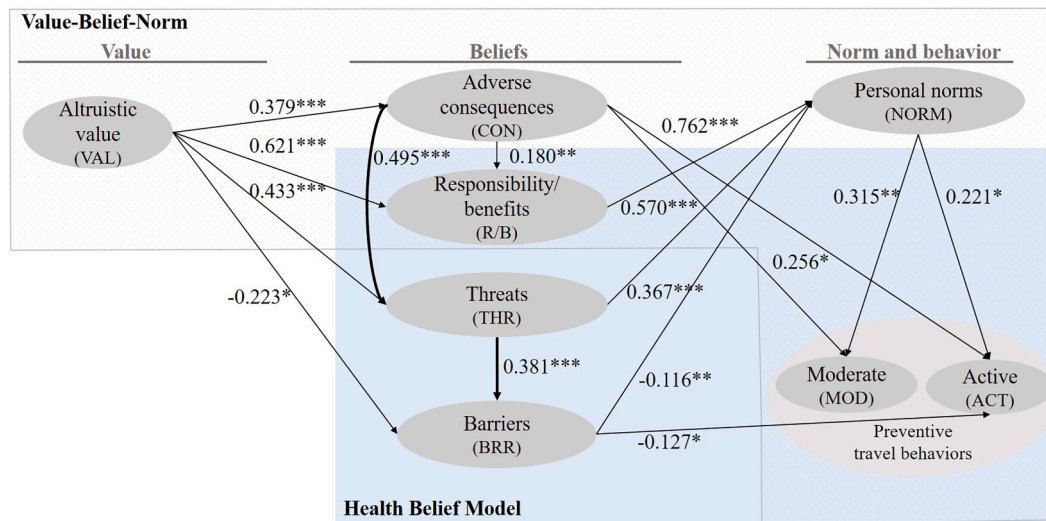 Value-Belief-Norm
Value
Beliefs
Norm and behavior
Altruistic
value
(VAL)
Adverse
consequences
(CON)
Personal norms
(NORM)
0.379***
0.762***
0.621***
0.495***
0.180**
0.433***
Responsibility/
benefits
(R/B)
0.570***
0.315**
0.221*
0.256*
-0.223*
Threats
(THR)
0.367***
0.381***
-0.116**
Moderate
(MOD)
Active
(ACT)
Barriers
(BRR)
-0.127*
Preventive
travel behaviors
Health Belief Model